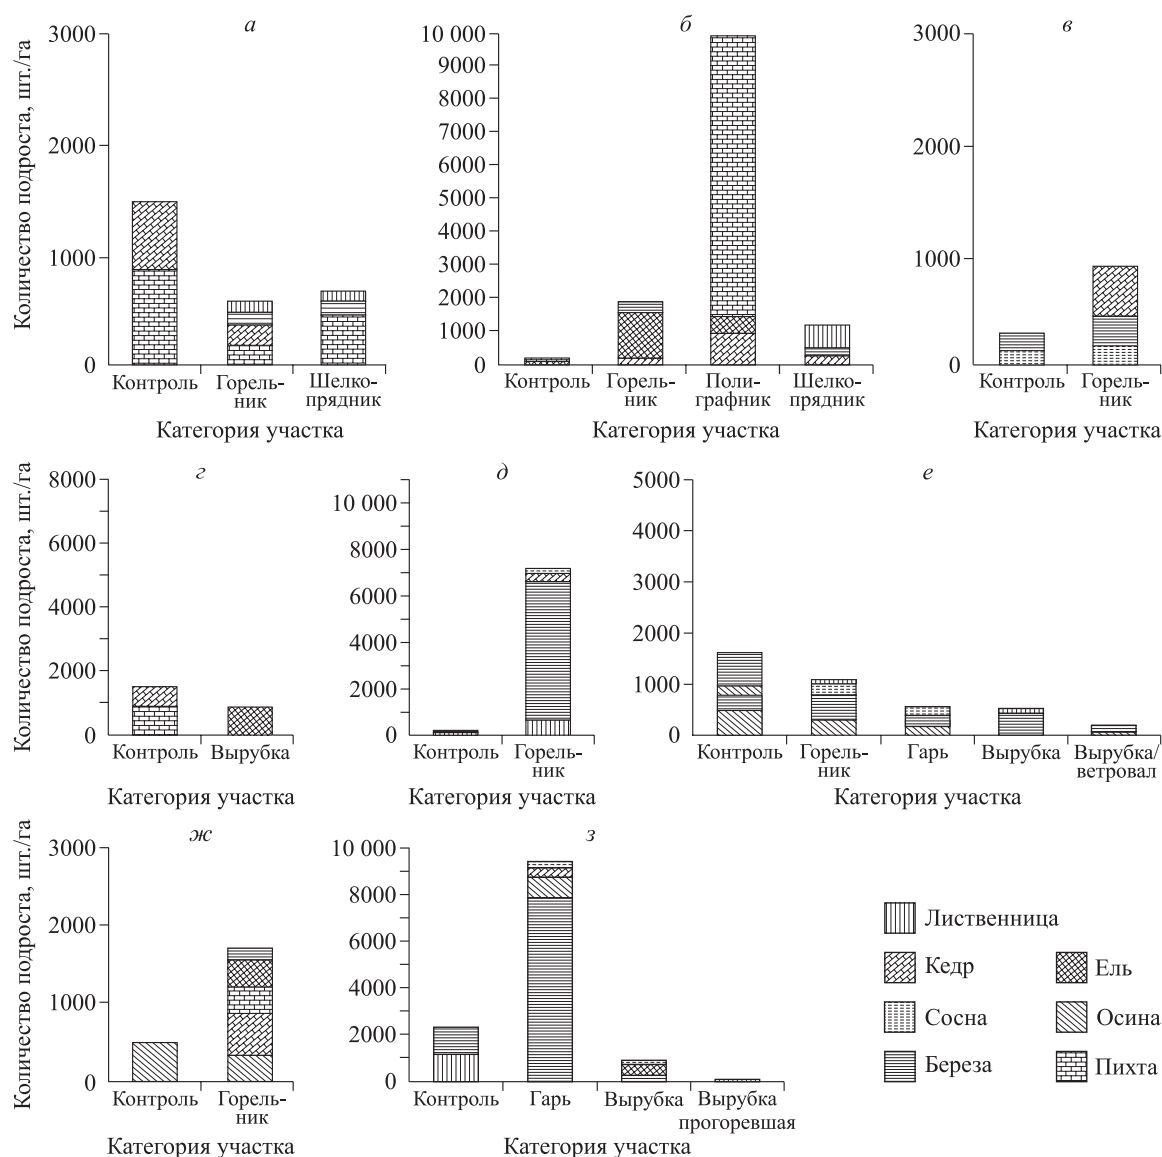 а
б
в
Количество подроста, шт./га
3000
2000
1000
0
Контроль
Горель-
ник
Шелко-
прядник
Категория участка
10 000
9000
8000
7000
6000
5000
4000
3000
2000
1000
0
Контроль
Горель-
ник
Поли-
графник
Шелко-
прядник
Категория участка
3000
2000
1000
0
Контроль
Горель-
ник
Категория участка
г
д
е
Количество подроста, шт./га
8000
6000
4000
2000
0
Контроль
Вырубка
Категория участка
10 000
8000
6000
4000
2000
0
Контроль
Горель-
ник
Категория участка
5000
4000
3000
2000
1000
0
Контроль
Горель-
ник
Гарь
Вырубка
Вырубка/
ветровал
Категория участка
ж
з
Количество подроста, шт./га
3000
2000
1000
0
Контроль
Горель-
ник
Категория участка
10 000
8000
6000
4000
2000
0
Контроль
Гарь
Вырубка
Вырубка
прогоревшая
Категория участка
Лиственница
Кедр
Ель
Сосна
Осина
Береза
Пихта